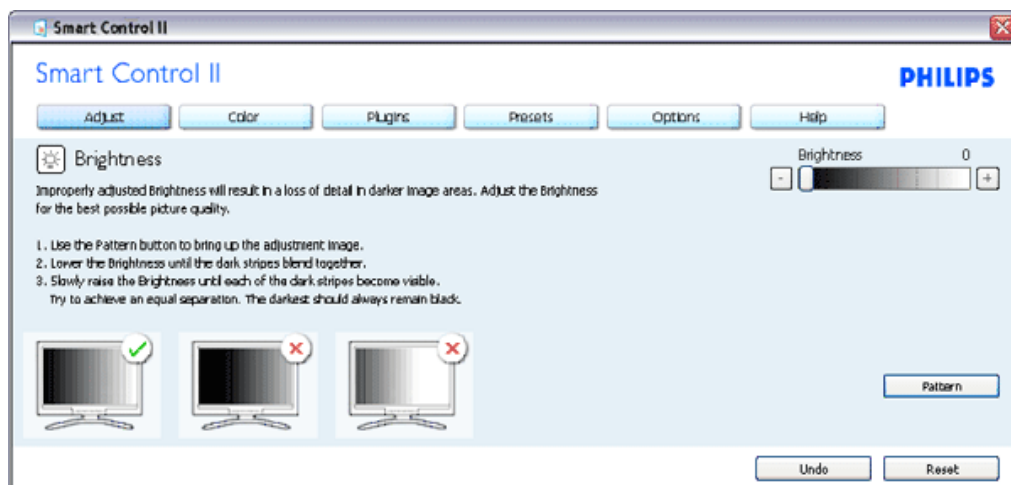 Smart Control II
Smart Control II
PHILIPS
Adjust Color Plugins Presets Options Help
Brightness
Brightness 0
- +
Improperly adjusted Brightness will result in a loss of detail in darker image areas. Adjust the Brightness
for the best possible picture quality.
1. Use the Pattern button to bring up the adjustment image.
2. Lower the Brightness until the dark stripes blend together.
3. Slowly raise the Brightness until each of the dark stripes become visible.
Try to achieve an equal separation. The darkest should always remain black.
Pattern
Undo Reset